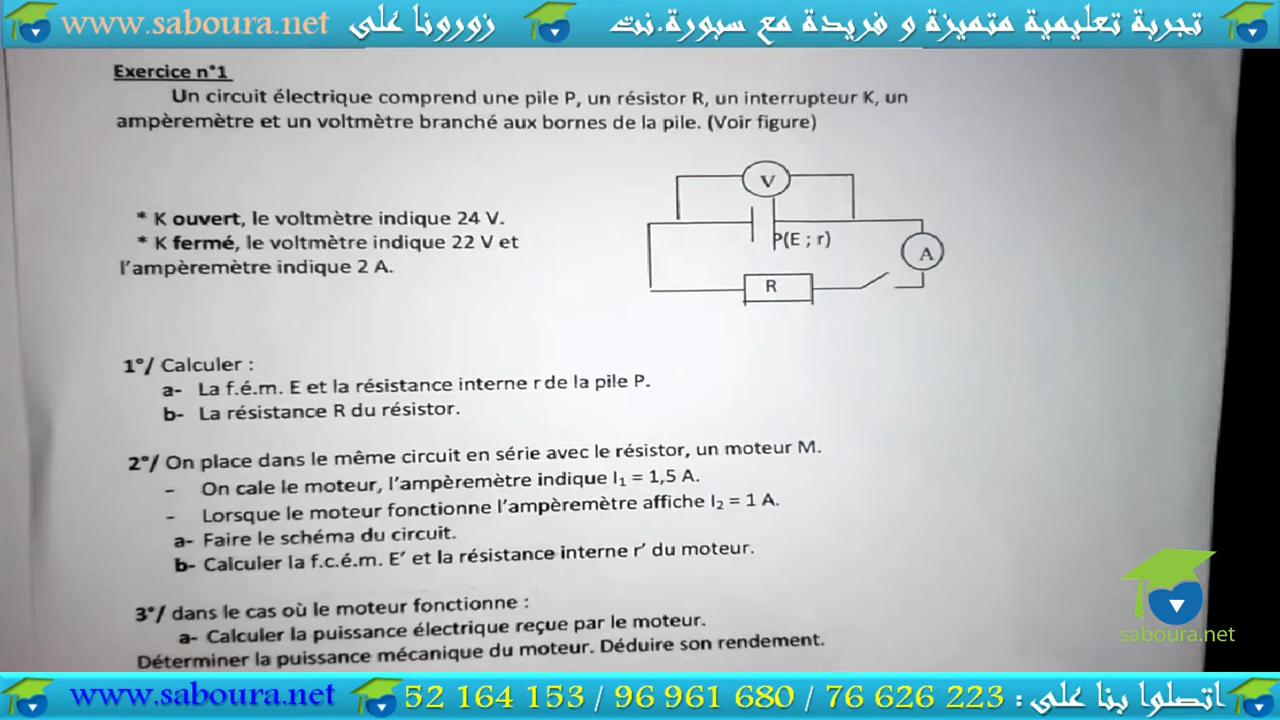 www.saboura.net زورونا على تجربة تعليمية متميزة و فريدة مع سبورة.نت
Exercice n°1
Un circuit électrique comprend une pile P, un résistor R, un interrupteur K, un
ampèremètre et un voltmètre branché aux bornes de la pile. (Voir figure)
V
* K ouvert, le voltmètre indique 24 V.
* K fermé, le voltmètre indique 22 V et
l'ampèremètre indique 2 A.
P(E ; r)
A
R
1°/ Calculer :
a- La f.é.m. E et la résistance interne r de la pile P.
b- La résistance R du résistor.
2°/ On place dans le même circuit en série avec le résistor, un moteur M.
- On cale le moteur, l'ampèremètre indique I₁ = 1,5 A.
- Lorsque le moteur fonctionne l'ampèremètre affiche I₂ = 1 A.
a- Faire le schéma du circuit.
b- Calculer la f.c.é.m. E' et la résistance interne r' du moteur.
3°/ dans le cas où le moteur fonctionne :
a- Calculer la puissance électrique reçue par le moteur.
Déterminer la puissance mécanique du moteur. Déduire son rendement.
saboura.net
www.saboura.net 52 164 153 / 96 961 680 / 76 626 223 : اتصلوا بنا على